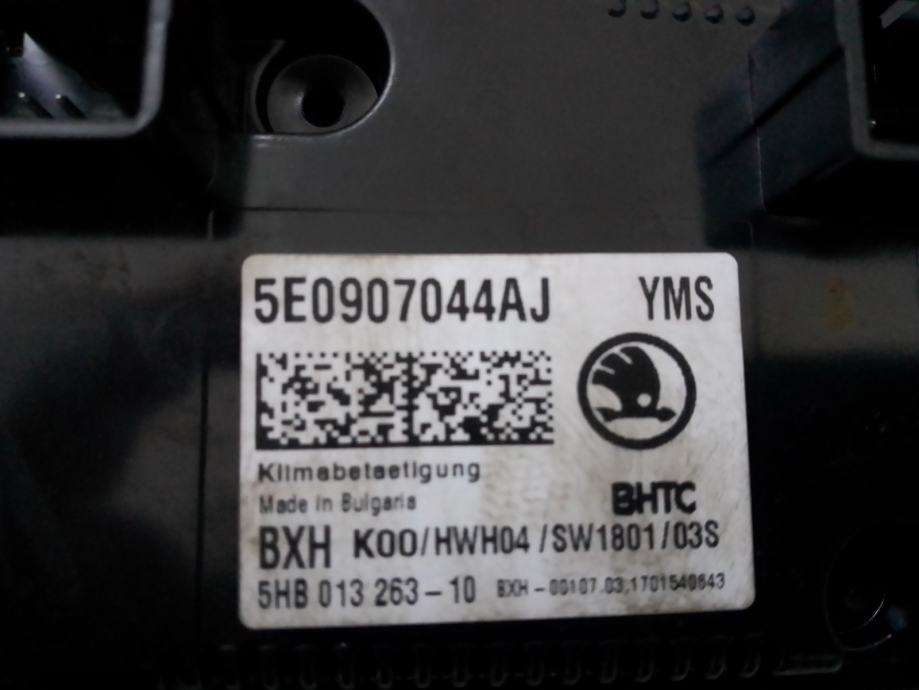 5E0907044AJ YMS
Klimabetaetigung
Made in Bulgaria
BHTC
BXH K00/HWH04 /SW1801/03S
5HB 013 263-10 BXH-00107.03.1701540643